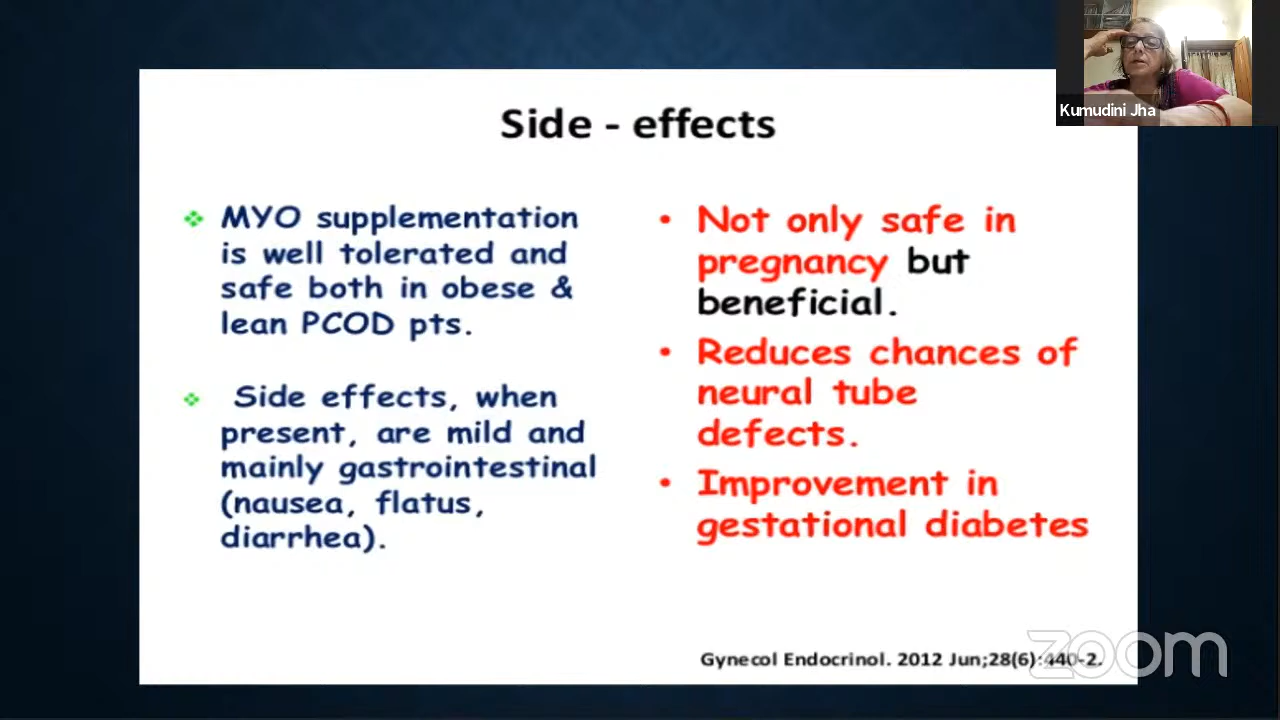 Kumudini Jha
Side - effects
MYO supplementation
is well tolerated and
safe both in obese &
lean PCOD pts.
Side effects, when
present, are mild and
mainly gastrointestinal
(nausea, flatus,
diarrhea).
• Not only safe in
pregnancy but
beneficial.
• Reduces chances of
neural tube
defects.
• Improvement in
gestational diabetes
Gynecol Endocrinol. 2012 Jun;28(6):440-2.
zoom